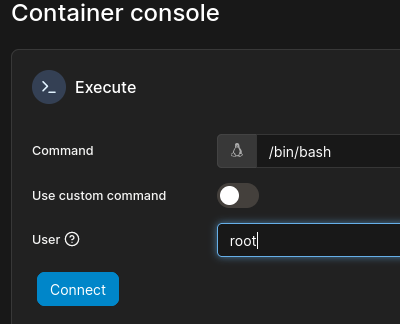 Container console
Execute
Command /bin/bash
Use custom command
User root
Connect